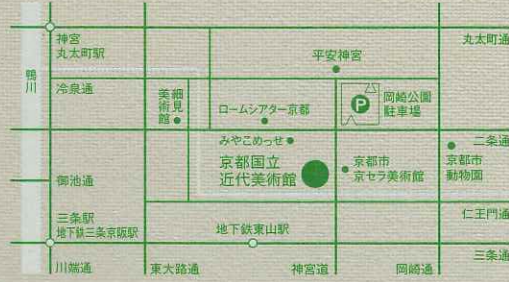 神宮
丸太町駅
丸太町通
平安神宮
鴨川
冷泉通
細見
美術館
ロームシアター京都
P
岡崎公園
駐車場
みやこめっせ
二条通
京都国立
近代美術館
京都市
京セラ美術館
京都市
動物園
御池通
仁王門通
三条駅
地下鉄三条京阪駅
地下鉄東山駅
三条通
川端通
東大路通
神宮道
岡崎通